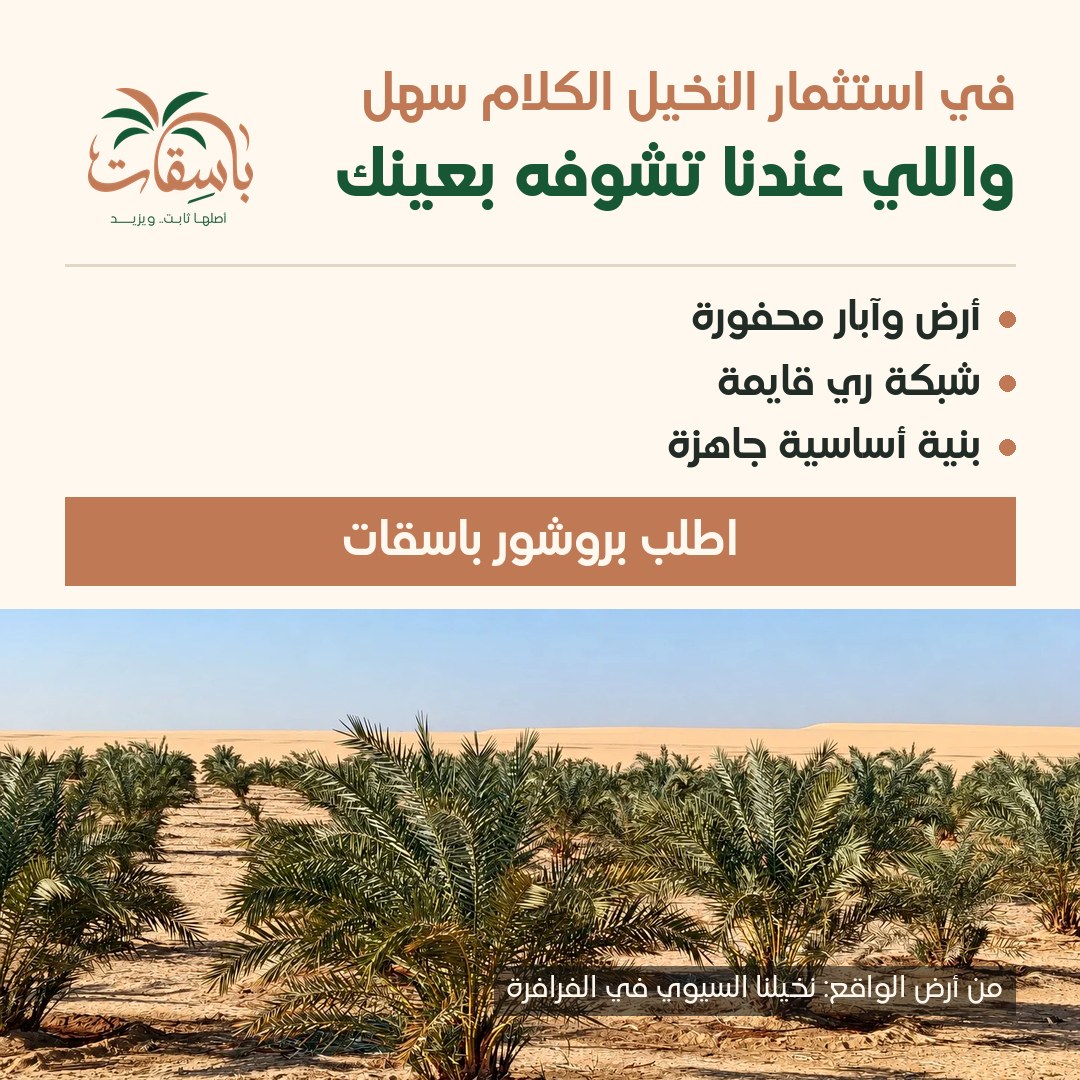 في استثمار النخيل الكلام سهل
واللي عندنا تشوفه بعينك
باسقات
أصلها ثابت.. ويزيد
أرض وآبار محفورة
شبكة ري قايمة
بنية أساسية جاهزة
اطلب بروشور باسقات
من أرض الواقع: نخيلنا السيوي في الفرافرة